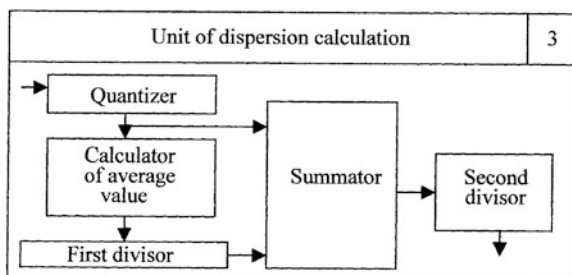 Unit of dispersion calculation
3
Quantizer
Calculator
of average
value
First divisor
Summator
Second
divisor